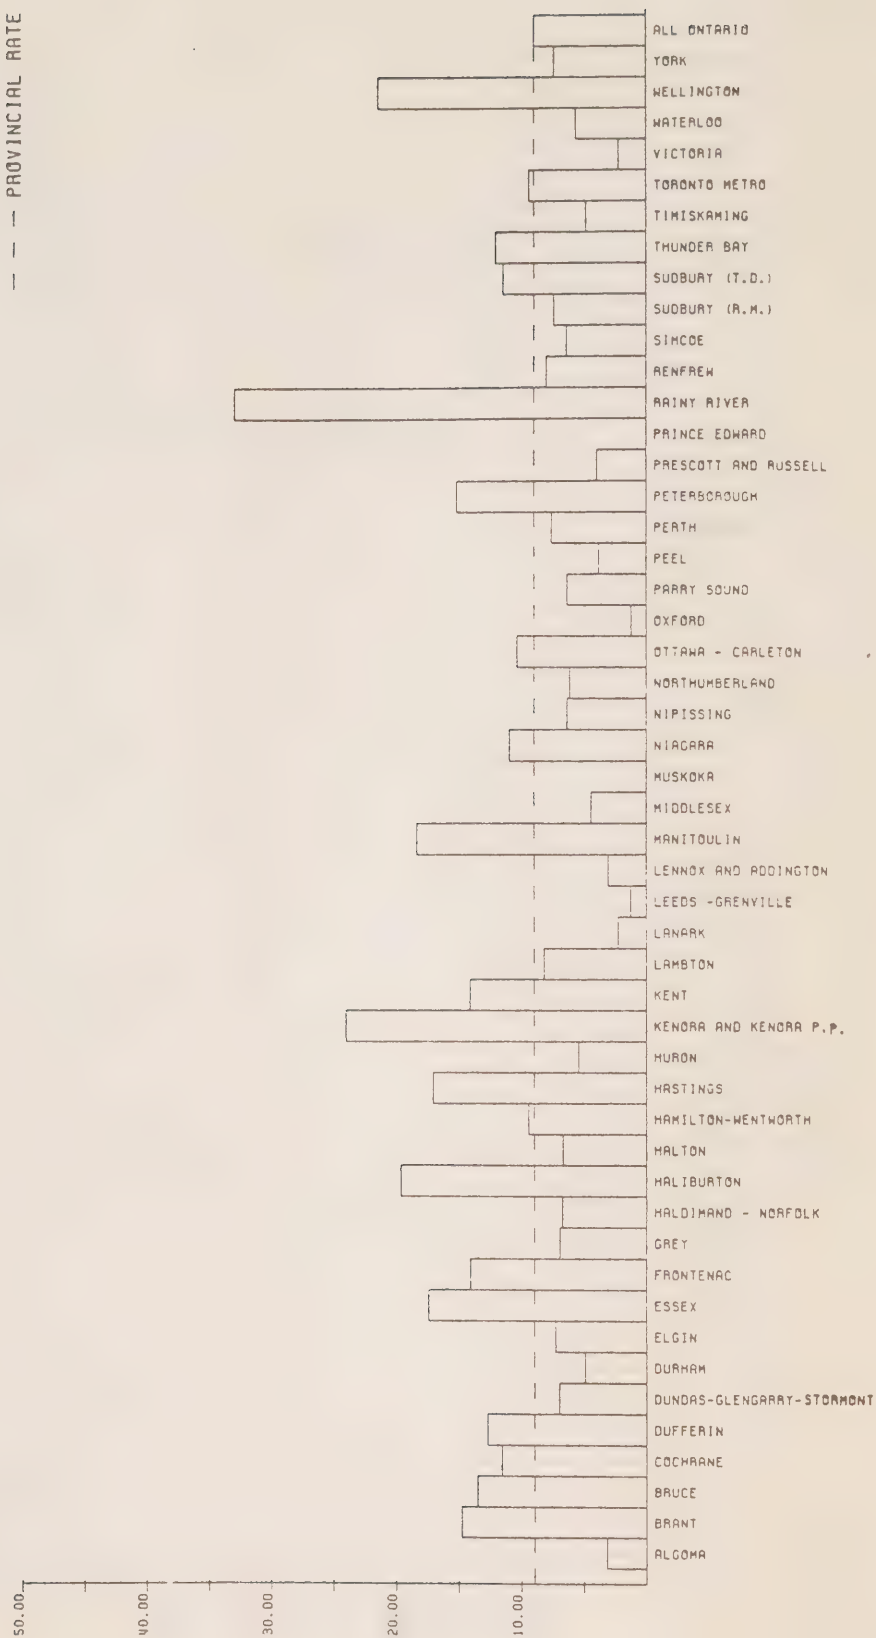 — — — PROVINCIAL RATE
ALL ONTARIO
YORK
WELLINGTON
WATERLOO
VICTORIA
TORONTO METRO
TIMISKAMING
THUNDER BAY
SUDBURY (T.D.)
SUDBURY (R.M.)
SIMCOE
RENFREW
RAINY RIVER
PRINCE EDWARD
PRESCOTT AND RUSSELL
PETERBOROUGH
PERTH
PEEL
PARRY SOUND
OXFORD
OTTAWA - CARLETON
NORTHUMBERLAND
NIPISSING
NIAGARA
MUSKOKA
MIDDLESEX
MANITOULIN
LENNOX AND ADDINGTON
LEEDS -GRENVILLE
LANARK
LAMBTON
KENT
KENORA AND KENORA P.P.
HURON
HASTINGS
HAMILTON-WENTWORTH
HALTON
HALIBURTON
HALDIMAND - NORFOLK
GREY
FRONTENAC
ESSEX
ELGIN
DURHAM
DUNDAS-GLENGARRY-STORMONT
DUFFERIN
COCHRANE
BRUCE
BRANT
ALGOMA
50.00
40.00
30.00
20.00
10.00